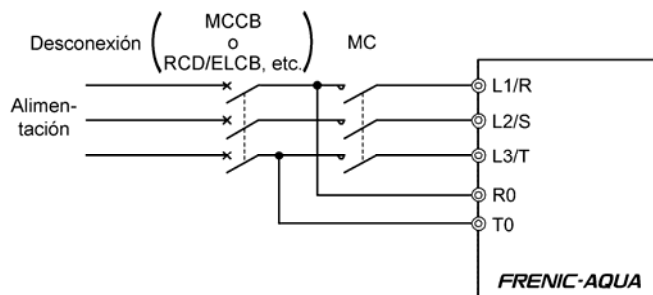 Desconexión
MCCB
o
RCD/ELCB, etc.
MC
Alimen-
tación
L1/R
L2/S
L3/T
R0
T0
FRENIC-AQUA